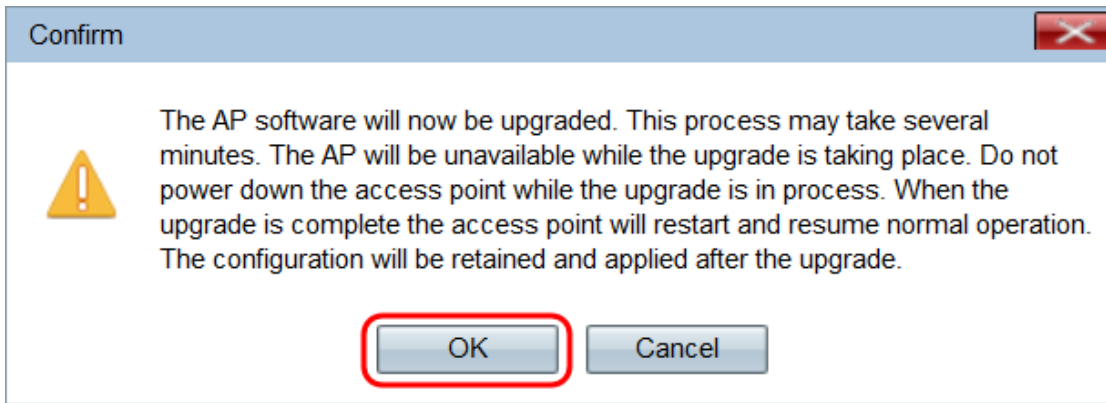 Confirm
The AP software will now be upgraded. This process may take several
minutes. The AP will be unavailable while the upgrade is taking place. Do not
power down the access point while the upgrade is in process. When the
upgrade is complete the access point will restart and resume normal operation.
The configuration will be retained and applied after the upgrade.
OK Cancel